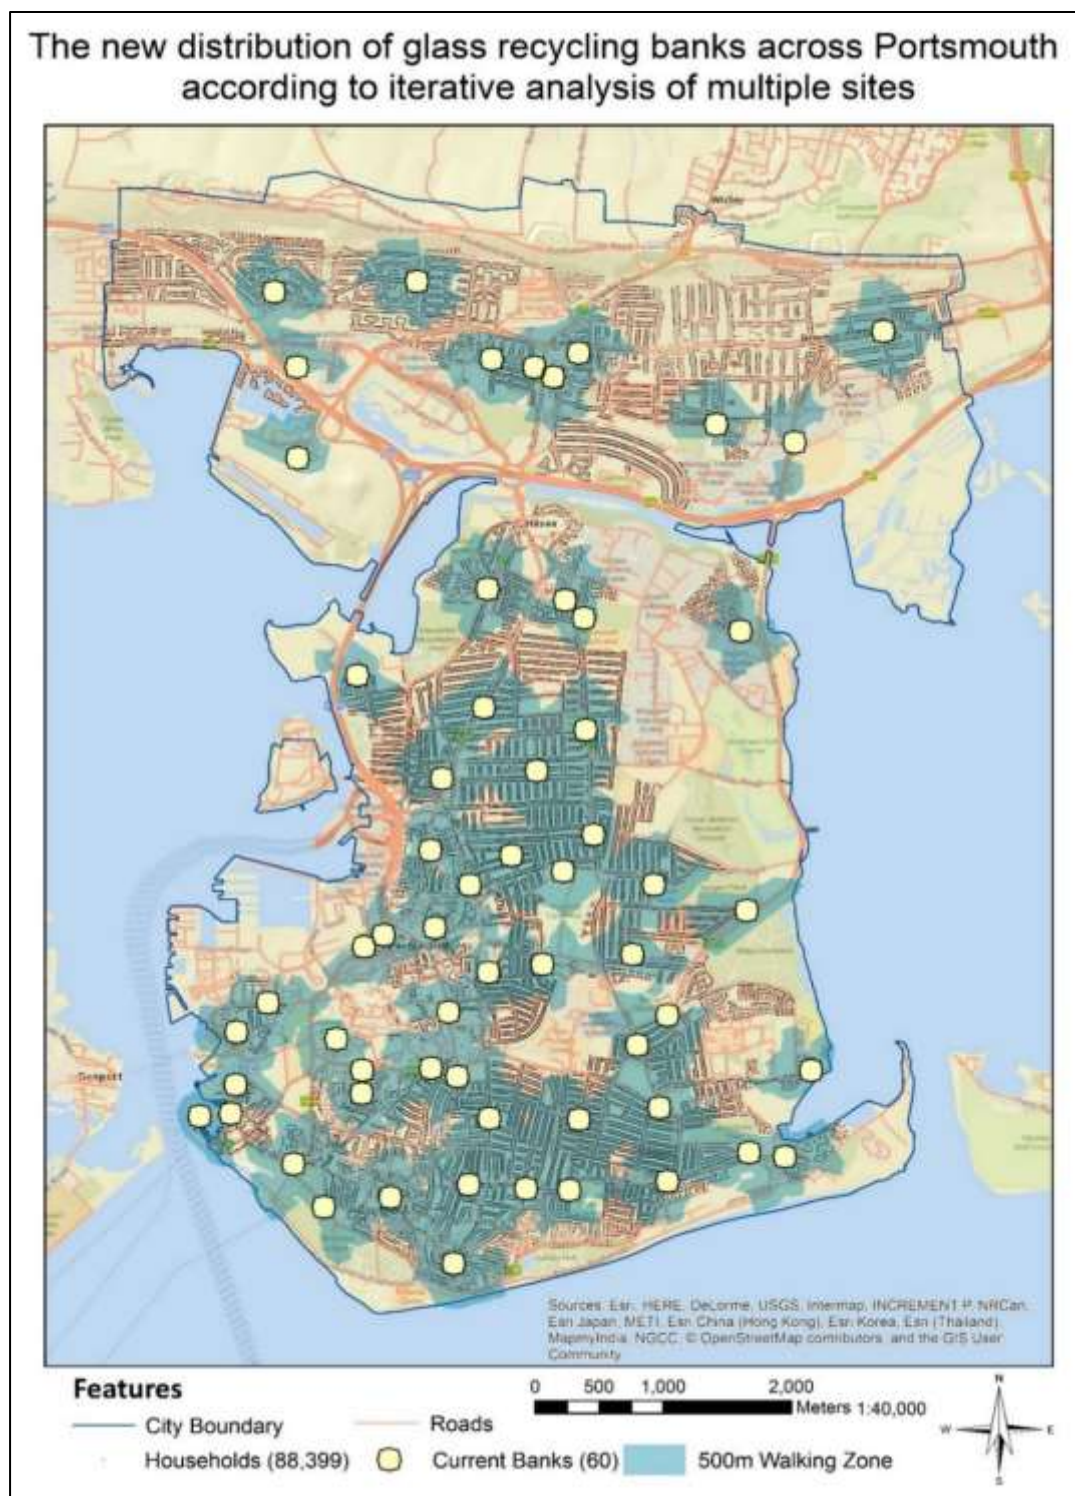 The new distribution of glass recycling banks across Portsmouth
according to iterative analysis of multiple sites
Hilsea
Gosport
Sources: Esri, HERE, DeLorme, USGS, Intermap, INCREMENT P, NRCan,
Esri Japan, METI, Esri China (Hong Kong), Esri Korea, Esri (Thailand),
MapmyIndia, NGCC, © OpenStreetMap contributors, and the GIS User
Community
Features
0 500 1,000 2,000
Meters 1:40,000
City Boundary
Roads
Households (88,399)
Current Banks (60)
500m Walking Zone
N
W
E
S